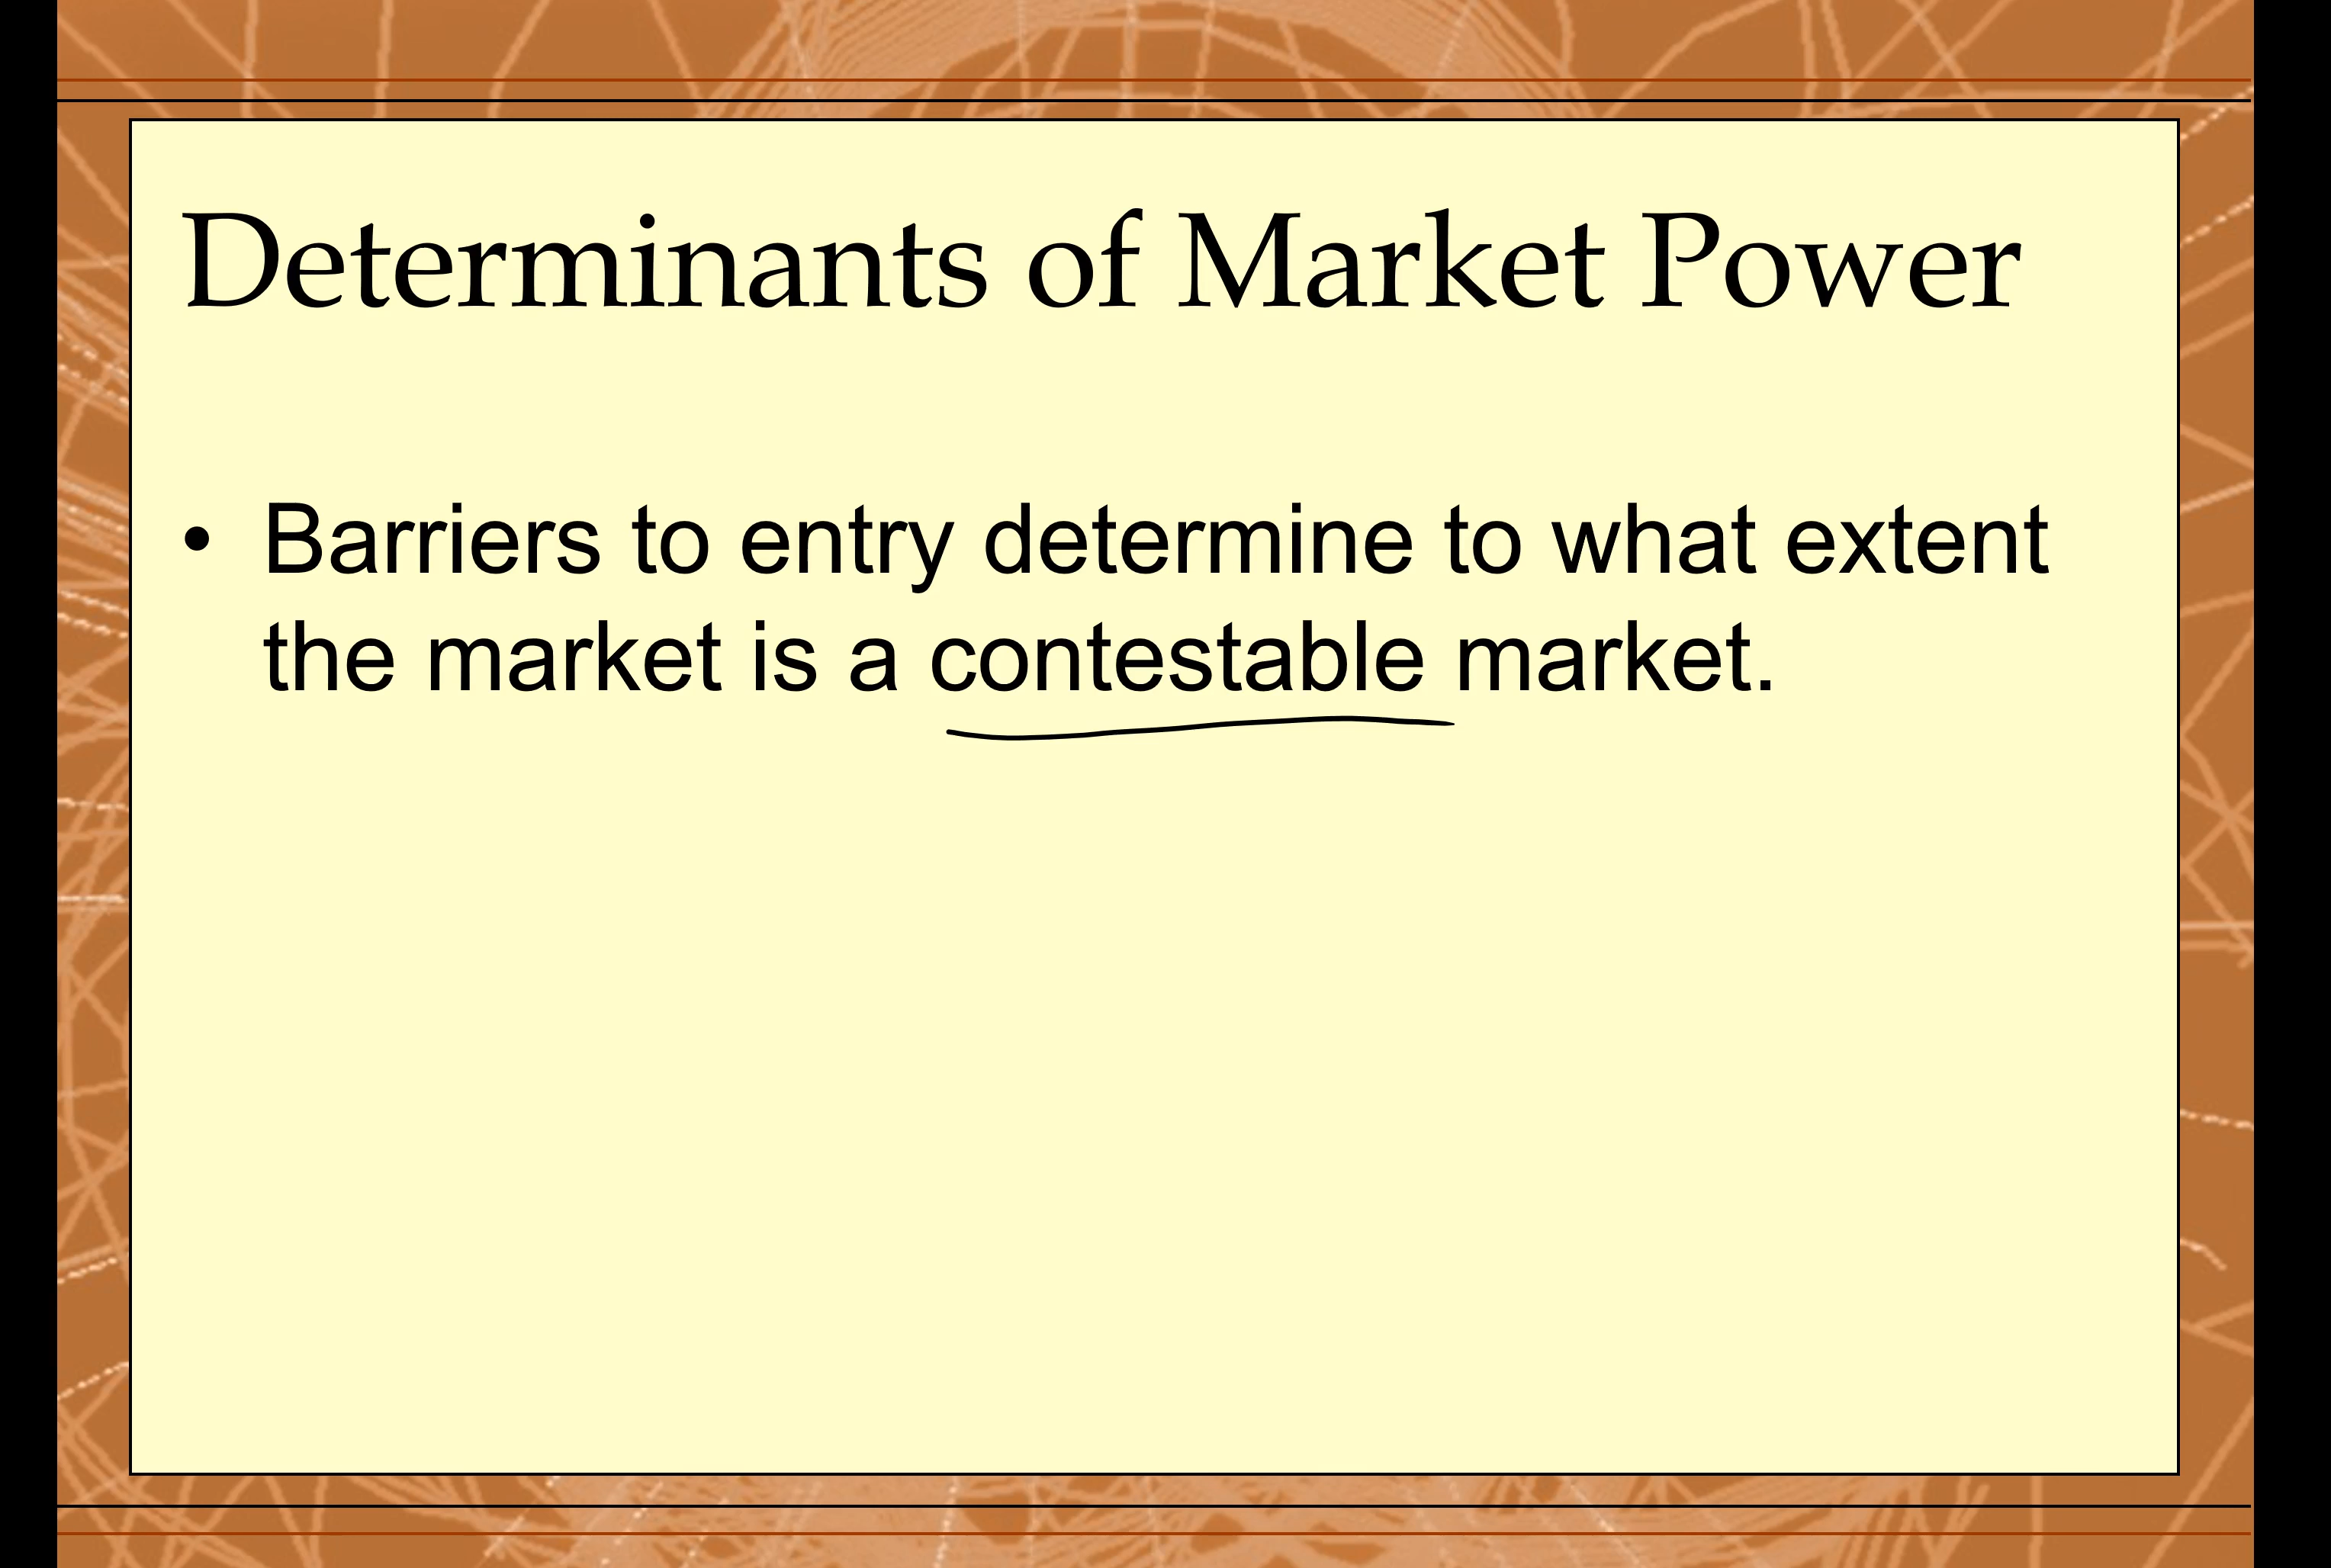 Determinants of Market Power
• Barriers to entry determine to what extent
the market is a contestable market.